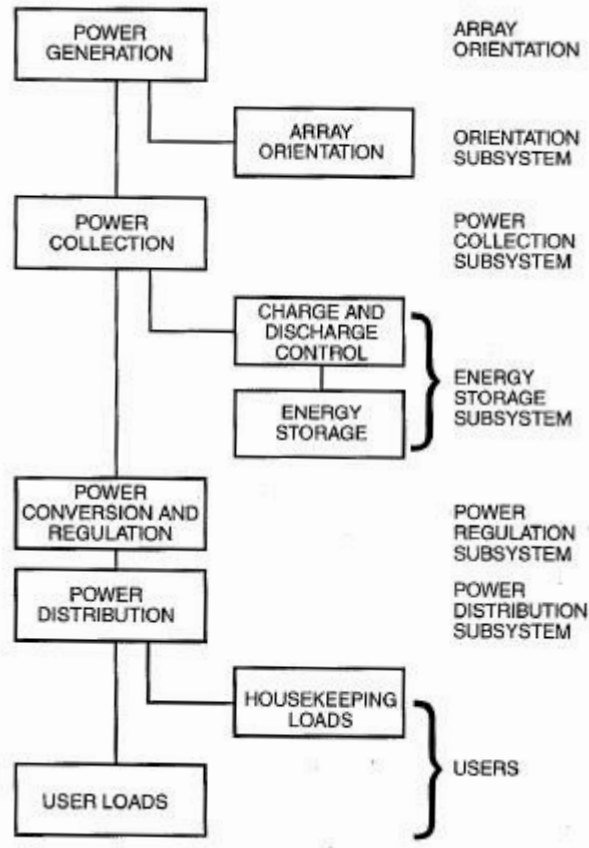 POWER
GENERATION
ARRAY
ORIENTATION
ARRAY
ORIENTATION
ORIENTATION
SUBSYSTEM
POWER
COLLECTION
POWER
COLLECTION
SUBSYSTEM
CHARGE AND
DISCHARGE
CONTROL
ENERGY
STORAGE
ENERGY
STORAGE
SUBSYSTEM
POWER
CONVERSION AND
REGULATION
POWER
REGULATION
SUBSYSTEM
POWER
DISTRIBUTION
POWER
DISTRIBUTION
SUBSYSTEM
HOUSEKEEPING
LOADS
USERS
USER LOADS